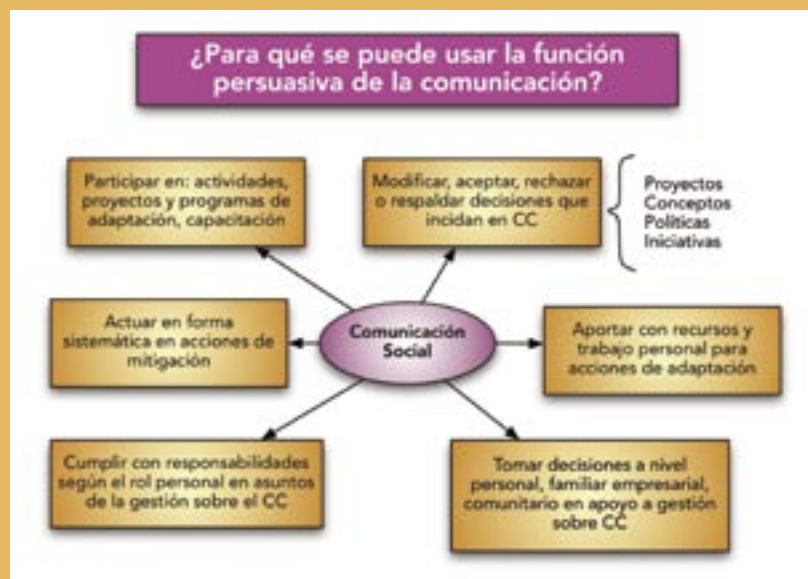 ¿Para qué se puede usar la función
persuasiva de la comunicación?
Participar en: actividades,
proyectos y programas de
adaptación, capacitación
Modificar, aceptar, rechazar
o respaldar decisiones que
incidan en CC
Proyectos
Conceptos
Políticas
Iniciativas
Actuar en forma
sistemática en acciones de
mitigación
Comunicación
Social
Aportar con recursos y
trabajo personal para
acciones de adaptación
Cumplir con responsabilidades
según el rol personal en asuntos
de la gestión sobre el CC
Tomar decisiones a nivel
personal, familiar empresarial,
comunitario en apoyo a gestión
sobre CC